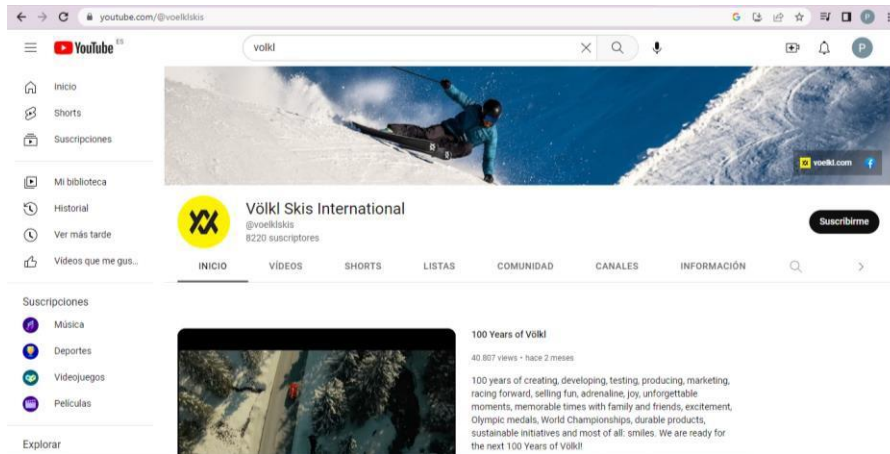 youtube.com/@voelklskis
YouTube ES
volkl
P
Inicio
Shorts
Suscripciones
Mi biblioteca
Historial
Ver más tarde
Vídeos que me gus...
Suscripciones
Música
Deportes
Videojuegos
Películas
Explorar
voelkl.com
Völkl Skis International
@voelklskis
8220 suscriptores
Suscribirme
INICIO VÍDEOS SHORTS LISTAS COMUNIDAD CANALES INFORMACIÓN
100 Years of Völkl
40.807 views • hace 2 meses
100 years of creating, developing, testing, producing, marketing,
racing forward, selling fun, adrenaline, joy, unforgettable
moments, memorable times with family and friends, excitement,
Olympic medals, World Championships, durable products,
sustainable initiatives and most of all: smiles. We are ready for
the next 100 Years of Völkl!